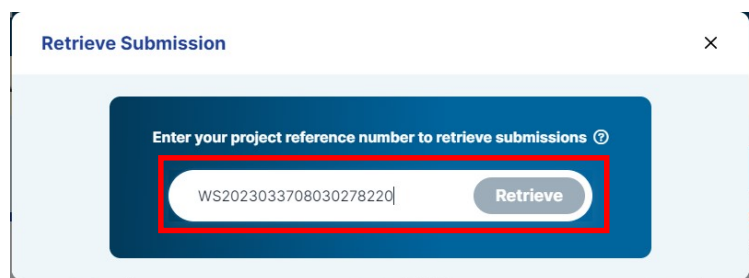 Retrieve Submission
Enter your project reference number to retrieve submissions
WS2023033708030278220 Retrieve